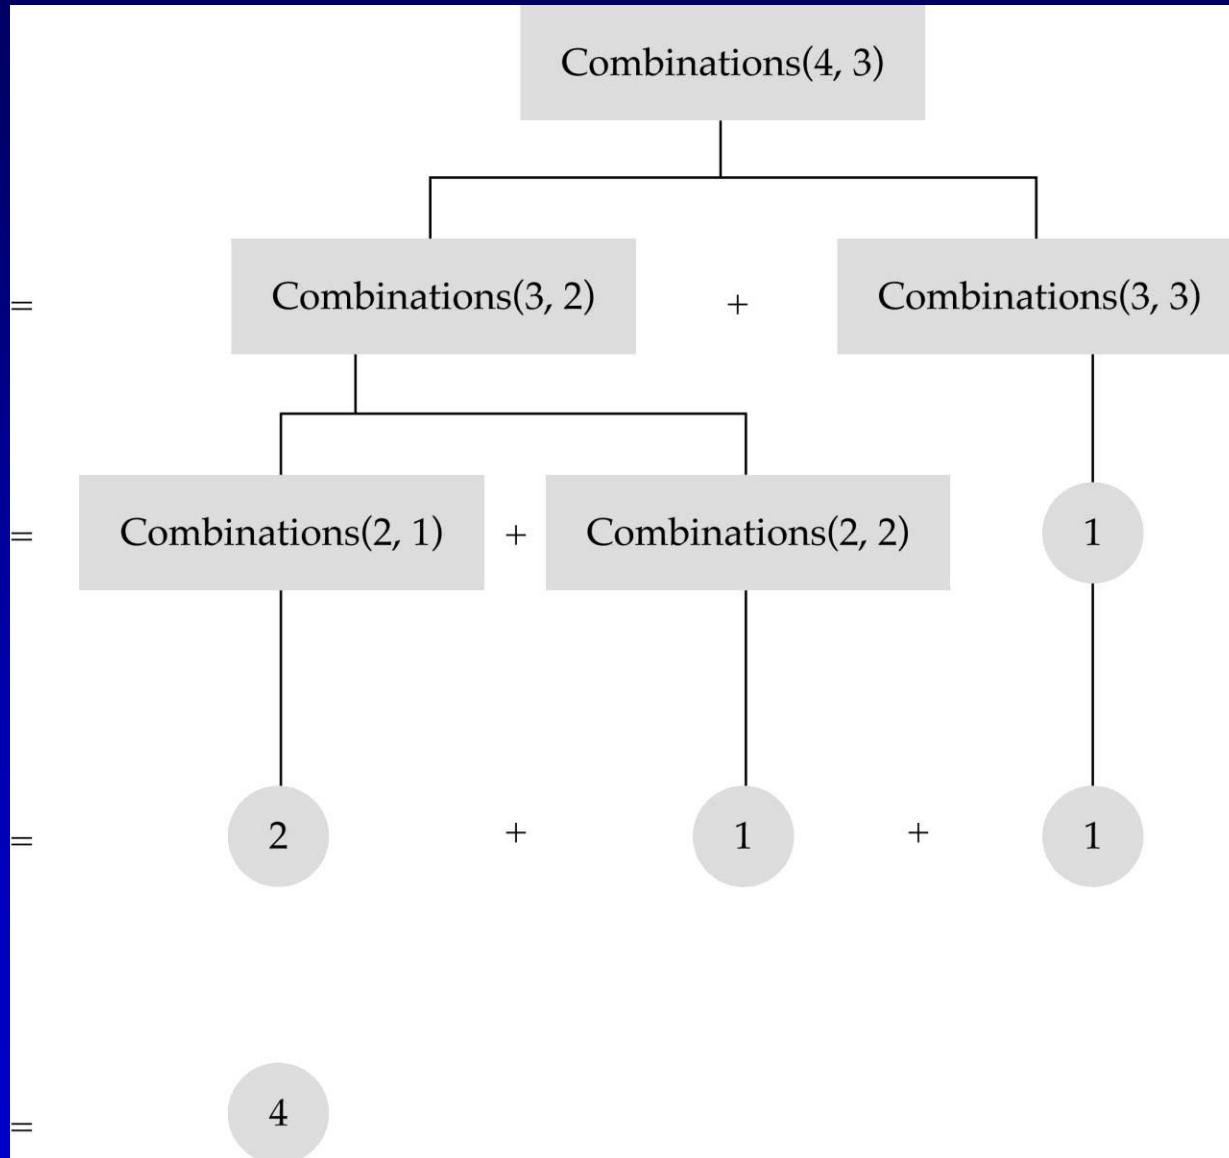 Combinations(4, 3)
= Combinations(3, 2) + Combinations(3, 3)
= Combinations(2, 1) + Combinations(2, 2) 1
= 2 + 1 + 1
= 4